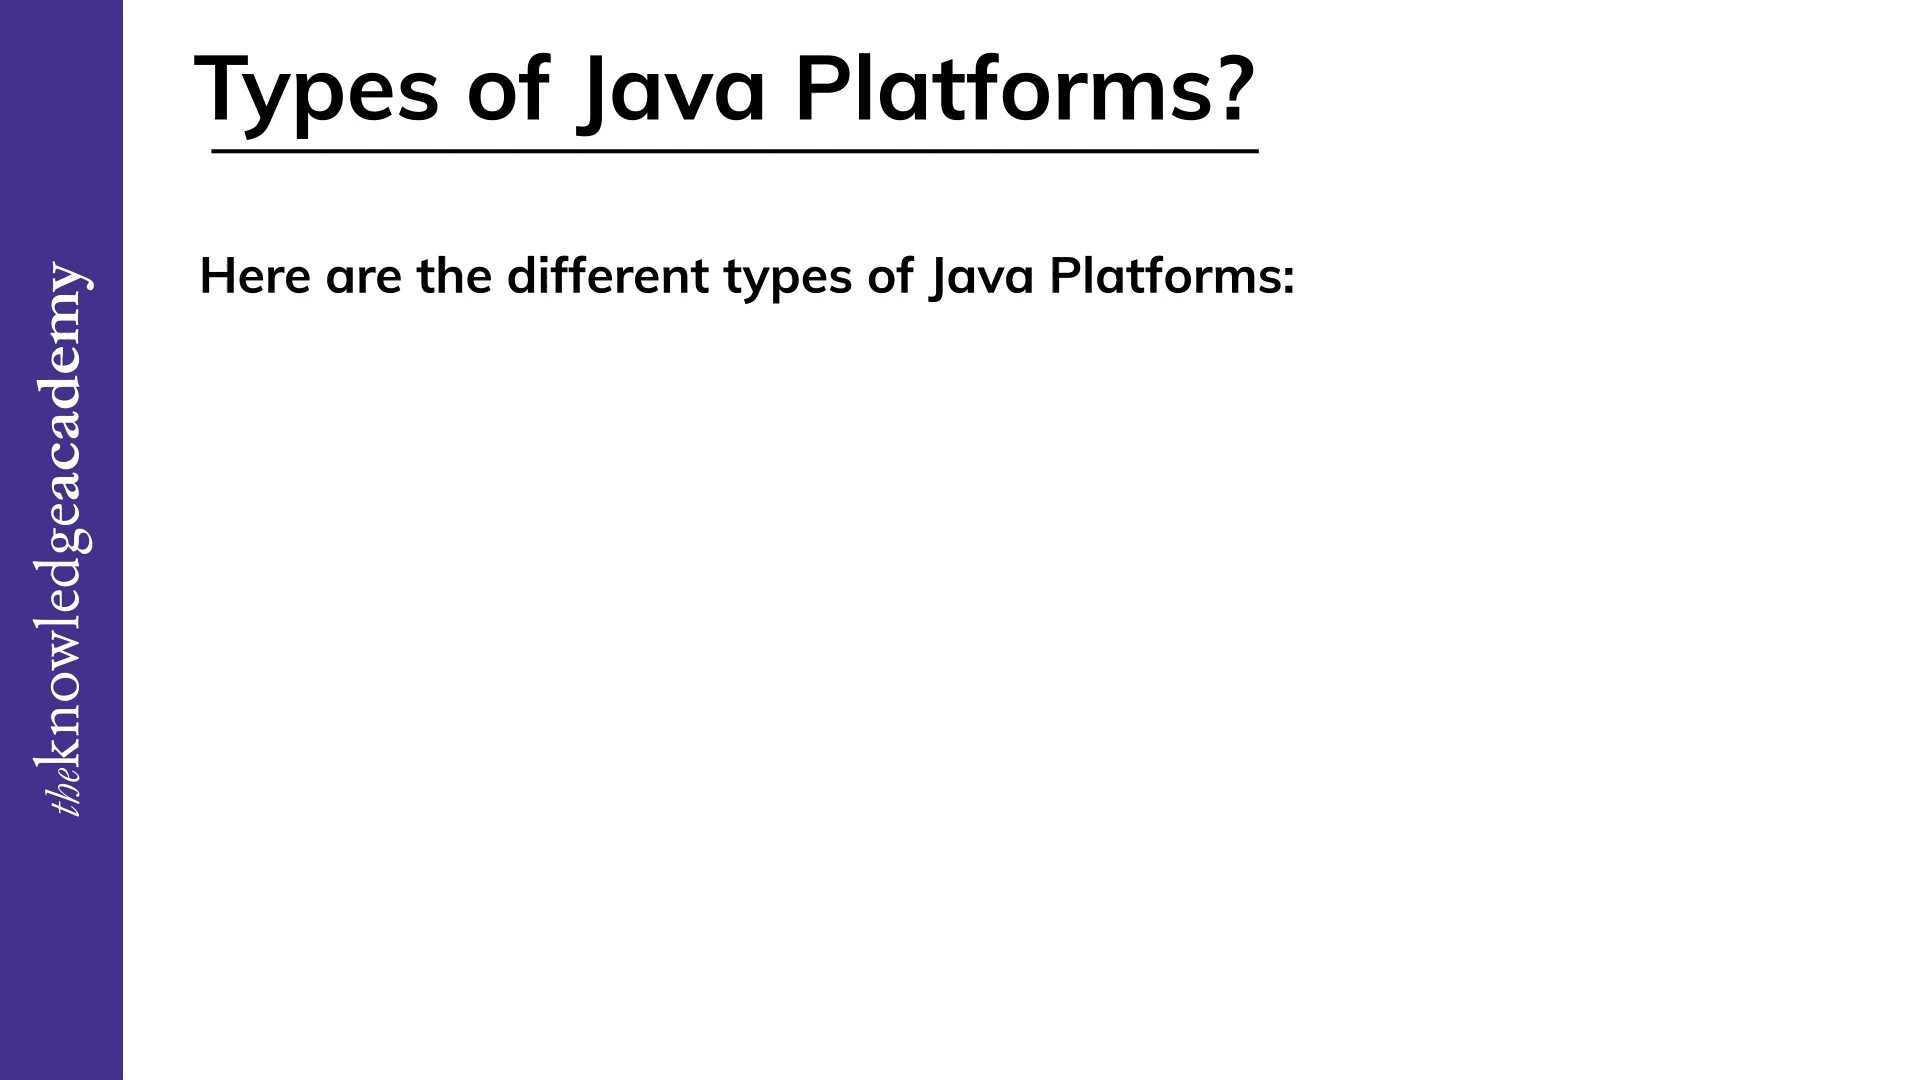 Types of Java Platforms?
Here are the different types of Java Platforms:
theknowledgeacademy